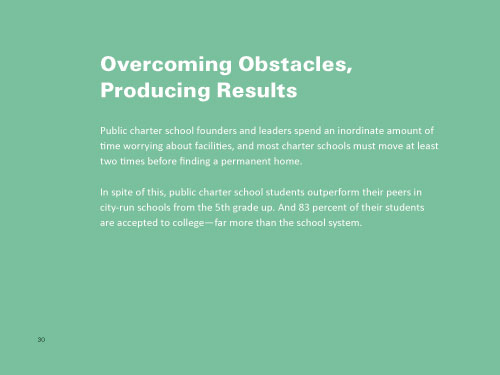 Overcoming Obstacles,
Producing Results
Public charter school founders and leaders spend an inordinate amount of
time worrying about facilities, and most charter schools must move at least
two times before finding a permanent home.
In spite of this, public charter school students outperform their peers in
city-run schools from the 5th grade up. And 83 percent of their students
are accepted to college—far more than the school system.
30